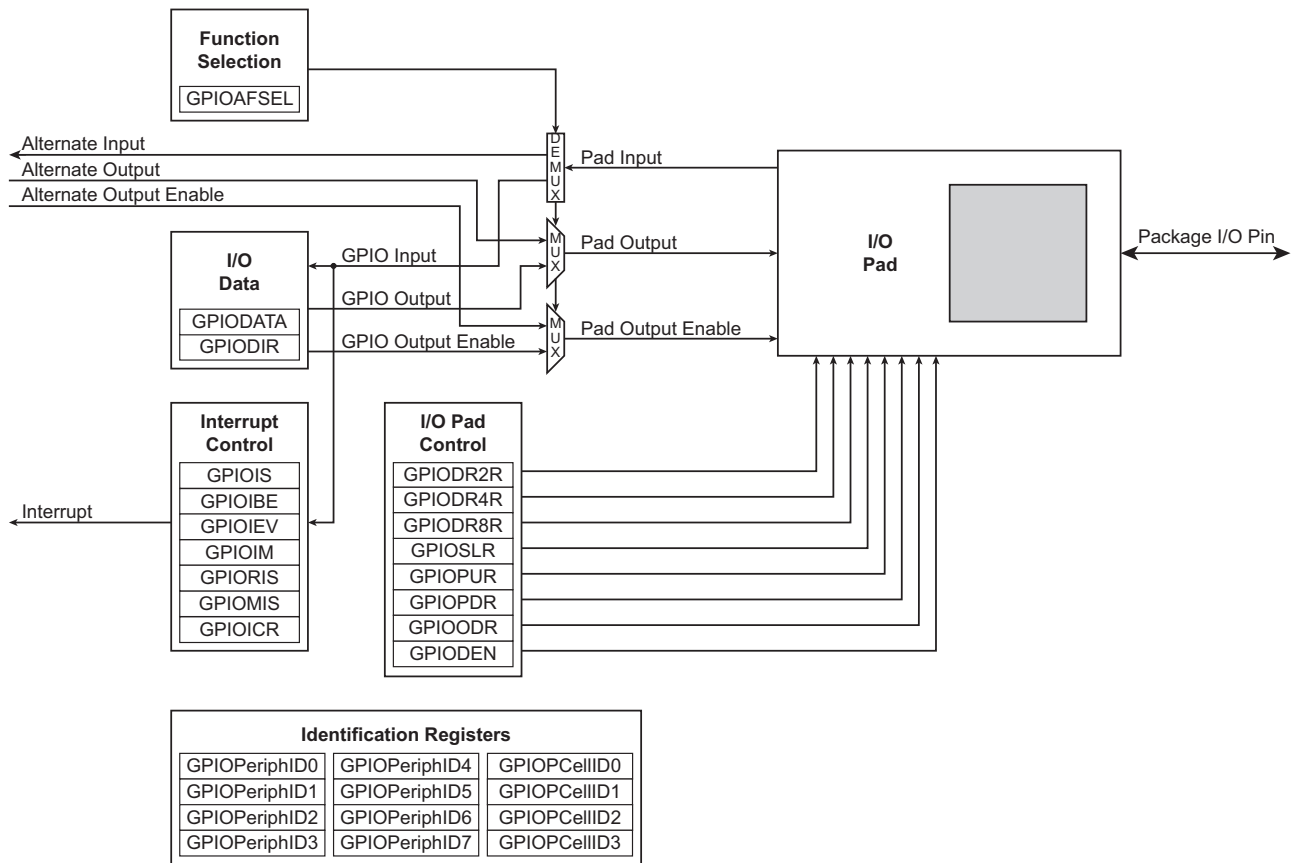 Function
Selection
GPIOAFSEL
Alternate Input
Alternate Output
Alternate Output Enable
DEMUX
Pad Input
I/O
Data
GPIODATA
GPIODIR
GPIO Input
GPIO Output
GPIO Output Enable
MUX
Pad Output
MUX
Pad Output Enable
I/O
Pad
Package I/O Pin
Interrupt
Control
GPIOIS
GPIOIBE
GPIOIEV
GPIOIM
GPIORIS
GPIOMIS
GPIOICR
Interrupt
I/O Pad
Control
GPIODR2R
GPIODR4R
GPIODR8R
GPIOSLR
GPIOPUR
GPIOPDR
GPIOODR
GPIODEN
Identification Registers
GPIOPeriphID0 GPIOPeriphID4 GPIOPCellID0
GPIOPeriphID1 GPIOPeriphID5 GPIOPCellID1
GPIOPeriphID2 GPIOPeriphID6 GPIOPCellID2
GPIOPeriphID3 GPIOPeriphID7 GPIOPCellID3